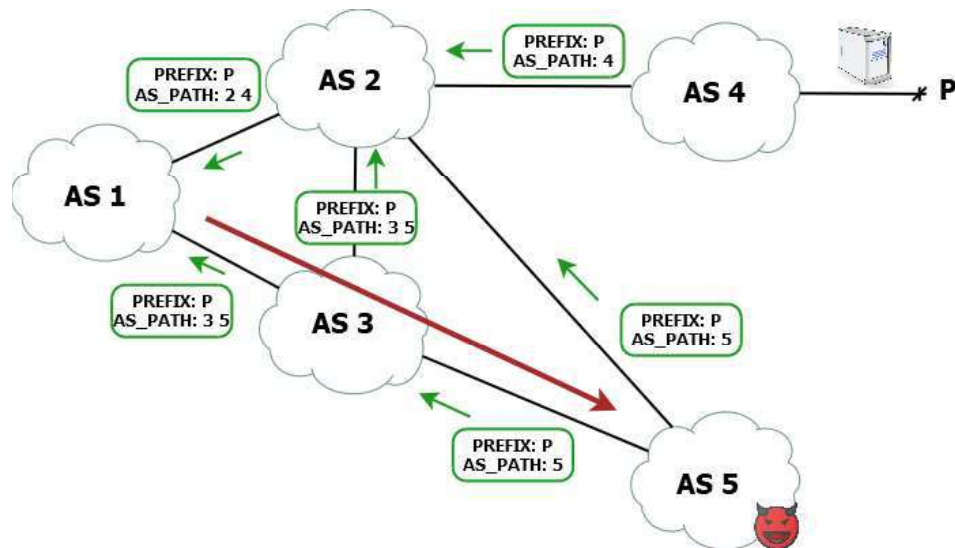 PREFIX: P
AS_PATH: 4
AS 2
AS 4
P
PREFIX: P
AS_PATH: 2 4
AS 1
PREFIX: P
AS_PATH: 3 5
PREFIX: P
AS_PATH: 3 5
AS 3
PREFIX: P
AS_PATH: 5
PREFIX: P
AS_PATH: 5
AS 5